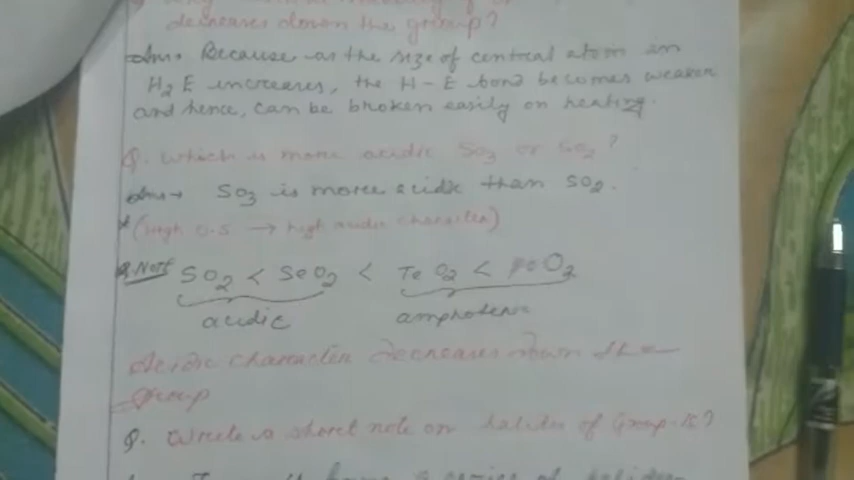 decreases down the group?
Ans. Because as the size of central atom in
H₂E increases, the H-E bond becomes weaker
and hence, can be broken easily on heating.
Q. Which is more acidic SO₃ or SO₂?
Ans→ SO₃ is more acidic than SO₂.
* (High O.S → high acidic character)
Note SO₂ < SeO₂ < TeO₂ < PoO₂
acidic amphoteric
Acidic character decreases down the
group
Q. Write a short note on halides of Group-15?
a series of